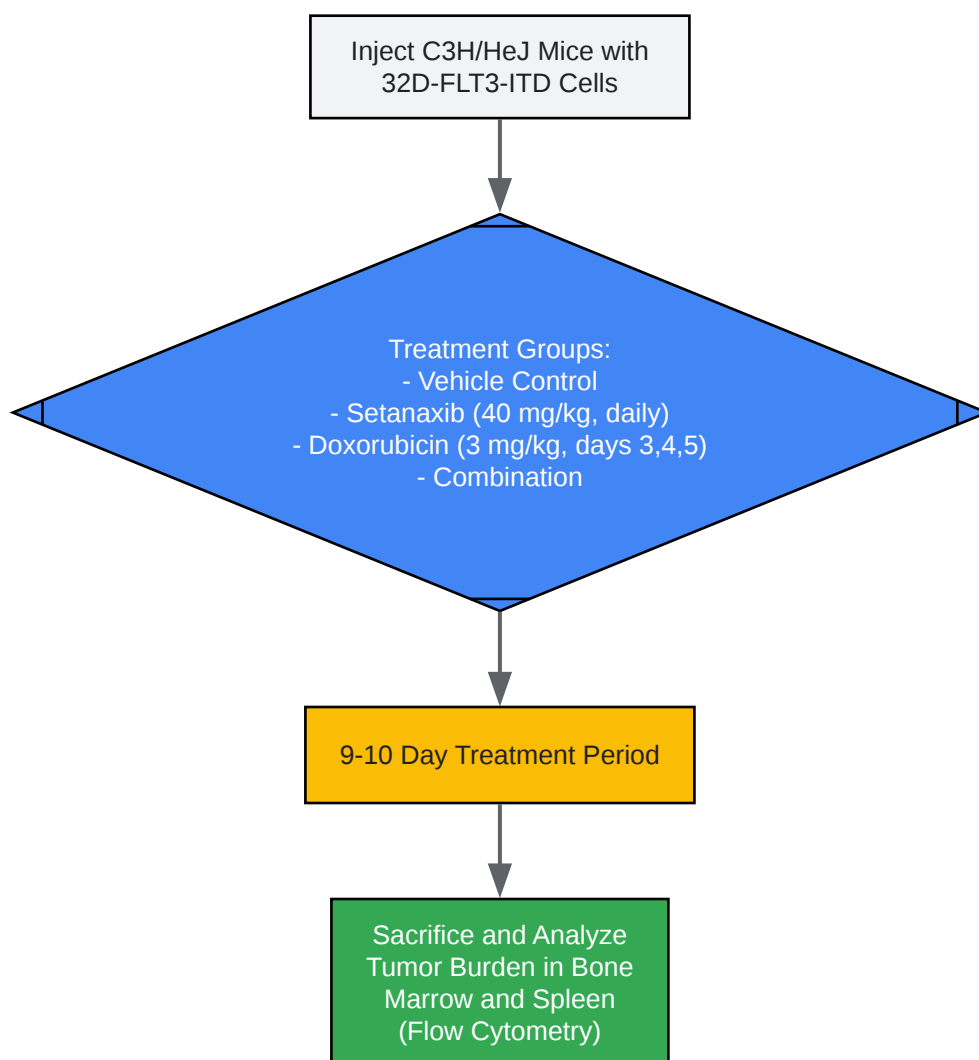 Inject C3H/HeJ Mice with
32D-FLT3-ITD Cells
Treatment Groups:
- Vehicle Control
- Setanaxib (40 mg/kg, daily)
- Doxorubicin (3 mg/kg, days 3,4,5)
- Combination
9-10 Day Treatment Period
Sacrifice and Analyze
Tumor Burden in Bone
Marrow and Spleen
(Flow Cytometry)